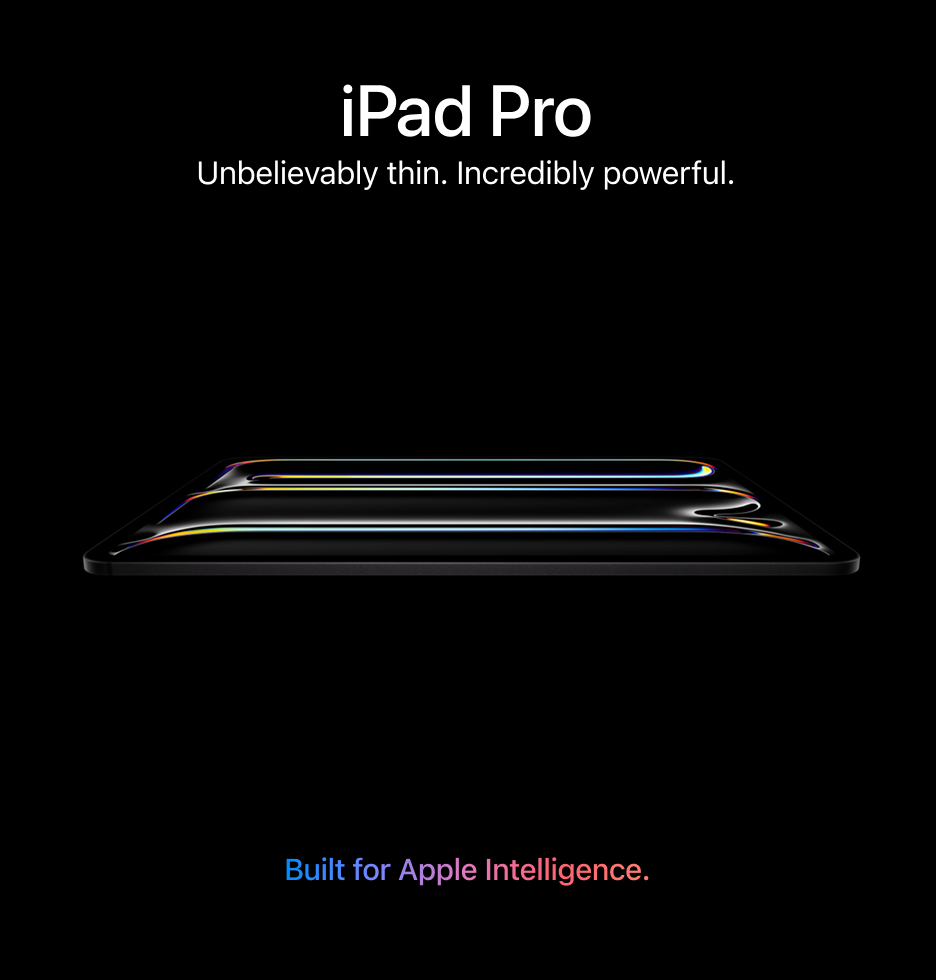 iPad Pro
Unbelievably thin. Incredibly powerful.
Built for Apple Intelligence.